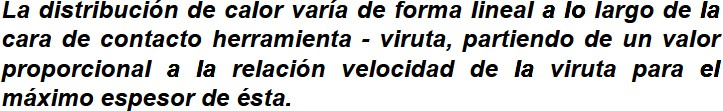 La distribución de calor varía de forma lineal a lo largo de la
cara de contacto herramienta - viruta, partiendo de un valor
proporcional a la relación velocidad de la viruta para el
máximo espesor de ésta.